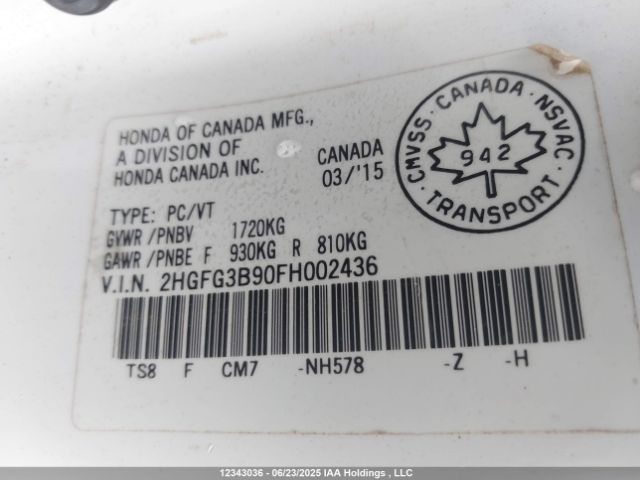 HONDA OF CANADA MFG.,
A DIVISION OF
HONDA CANADA INC.
CANADA
03/'15
CMVSS · CANADA · NSVAC
942
TRANSPORT
TYPE: PC/VT
GVWR/PNBV 1720KG
GAWR/PNBE F 930KG R 810KG
V.I.N. 2HGFG3B90FH002436
TS8 F CM7 -NH578 -Z -H
12343036 - 06/23/2025 IAA Holdings , LLC